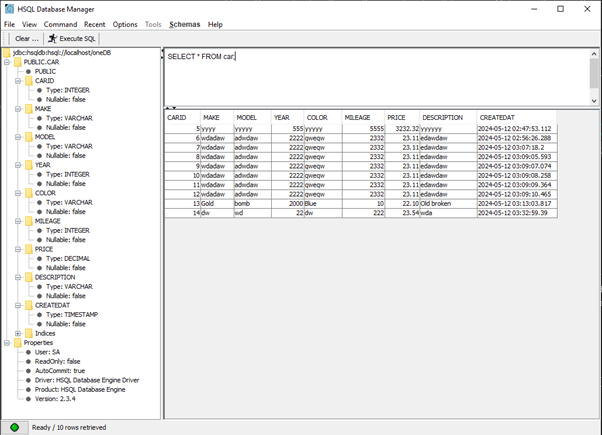 HSQL Database Manager
File View Command Recent Options Tools Schemas Help
Clear ... Execute SQL
jdbc:hsqldb:hsql://localhost/oneDB
PUBLIC.CAR
PUBLIC
CARID
Type: INTEGER
Nullable: false
MAKE
Type: VARCHAR
Nullable: false
MODEL
Type: VARCHAR
Nullable: false
YEAR
Type: INTEGER
Nullable: false
COLOR
Type: VARCHAR
Nullable: false
MILEAGE
Type: INTEGER
Nullable: false
PRICE
Type: DECIMAL
Nullable: false
DESCRIPTION
Type: VARCHAR
Nullable: false
CREATEDAT
Type: TIMESTAMP
Nullable: false
Indices
Properties
User: SA
ReadOnly: false
AutoCommit: true
Driver: HSQL Database Engine Driver
Product: HSQL Database Engine
Version: 2.3.4
SELECT * FROM car;
CARID MAKE MODEL YEAR COLOR MILEAGE PRICE DESCRIPTION CREATEDAT
5 yyyy yyyyy 555 yyyyy 5555 3232.32 yyyyyy 2024-05-12 02:47:53.112
6 wdadaw adwdaw 2222 qweqw 2332 23.11 edawdaw 2024-05-12 02:56:26.288
7 wdadaw adwdaw 2222 qweqw 2332 23.11 edawdaw 2024-05-12 03:07:18.2
8 wdadaw adwdaw 2222 qweqw 2332 23.11 edawdaw 2024-05-12 03:09:05.593
9 wdadaw adwdaw 2222 qweqw 2332 23.11 edawdaw 2024-05-12 03:09:07.074
10 wdadaw adwdaw 2222 qweqw 2332 23.11 edawdaw 2024-05-12 03:09:08.258
11 wdadaw adwdaw 2222 qweqw 2332 23.11 edawdaw 2024-05-12 03:09:09.364
12 wdadaw adwdaw 2222 qweqw 2332 23.11 edawdaw 2024-05-12 03:09:10.465
13 Gold bomb 2000 Blue 10 22.10 Old broken 2024-05-12 03:13:03.817
14 dw wd 22 dw 222 23.54 wda 2024-05-12 03:32:59.39
Ready / 10 rows retrieved